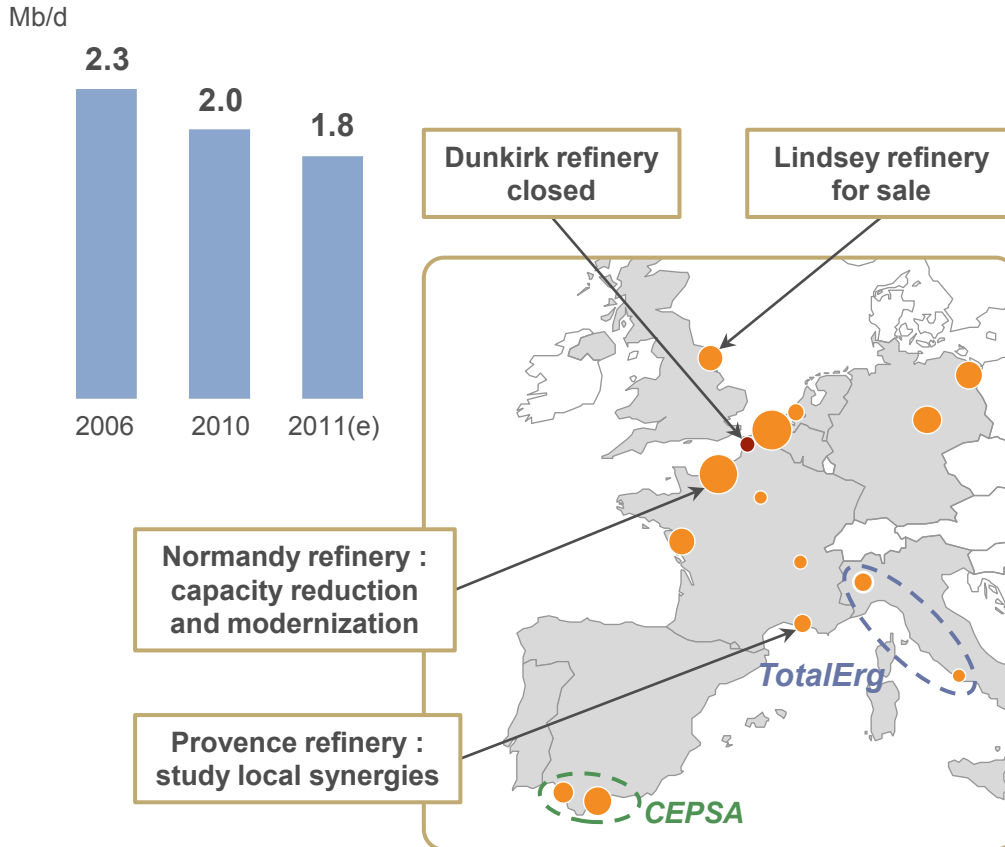 Mb/d
2.3
2.0
1.8
2006
2010
2011(e)
Dunkirk refinery
closed
Lindsey refinery
for sale
Normandy refinery :
capacity reduction
and modernization
TotalErg
Provence refinery :
study local synergies
CEPSA